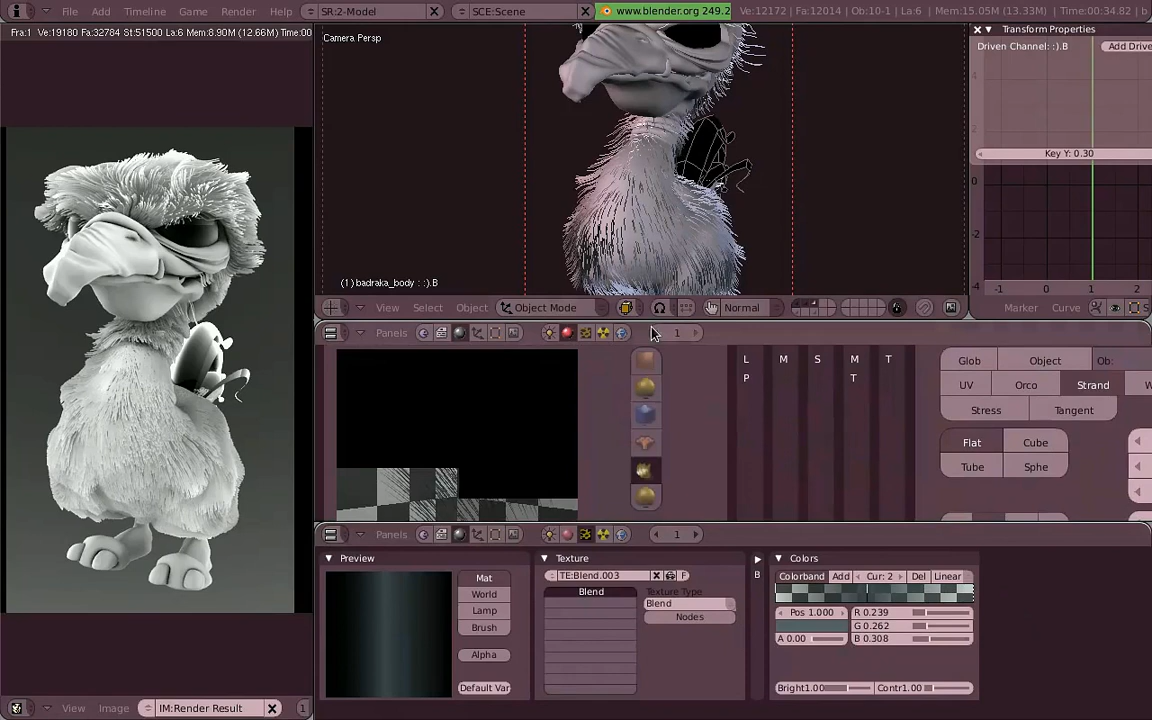 File Add Timeline Game Render Help SR:2-Model SCE:Scene www.blender.org 249.2 Ve:12172 | Fa:12014 | Ob:10-1 | La:6 | Mem:15.05M (13.33M) | Time:00:34.82 | b
Fra:1 Ve:19180 Fa:32784 St:51500 La:6 Mem:8.90M (12.66M) Time:00
Camera Persp
(1) badraka_body : :).B
View Select Object Object Mode Normal
Transform Properties
Driven Channel: :).B Add Drive
Key Y: 0.30
4
2
0
-2
-4
-1 0 1 2
Marker Curve
Panels 1
L M S M T
P T
Glob Object Ob:
UV Orco Strand W
Stress Tangent
Flat Cube
Tube Sphe
Panels 1
Preview
Mat
World
Lamp
Brush
Alpha
Default Var
Texture
TE:Blend.003 F
Blend
Texture Type
Blend
Nodes
B
Colors
Colorband Add Cur: 2 Del Linear
Pos 1.000 R 0.239
G 0.262
A 0.00 B 0.308
Bright1.00 Contr1.00
View Image IM:Render Result 1